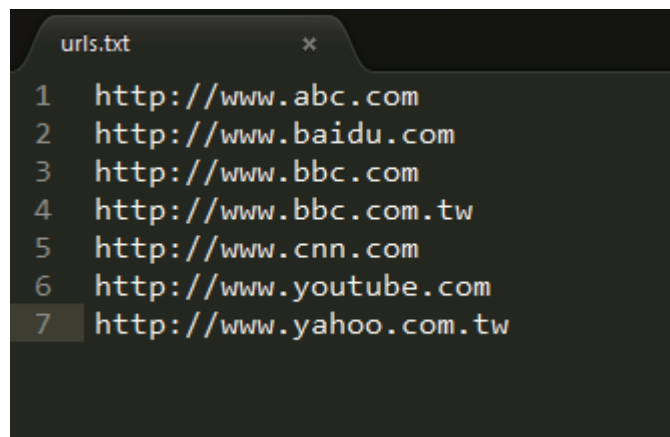 urls.txt ×
1 http://www.abc.com
2 http://www.baidu.com
3 http://www.bbc.com
4 http://www.bbc.com.tw
5 http://www.cnn.com
6 http://www.youtube.com
7 http://www.yahoo.com.tw